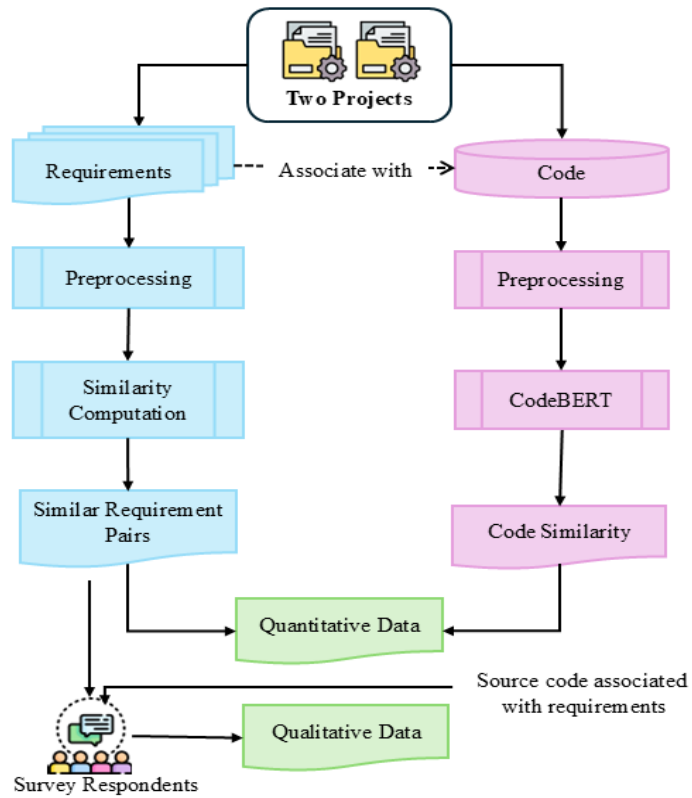 Two Projects
Requirements
Associate with
Code
Preprocessing
Preprocessing
Similarity
Computation
CodeBERT
Similar Requirement
Pairs
Code Similarity
Quantitative Data
Source code associated
with requirements
Qualitative Data
Survey Respondents